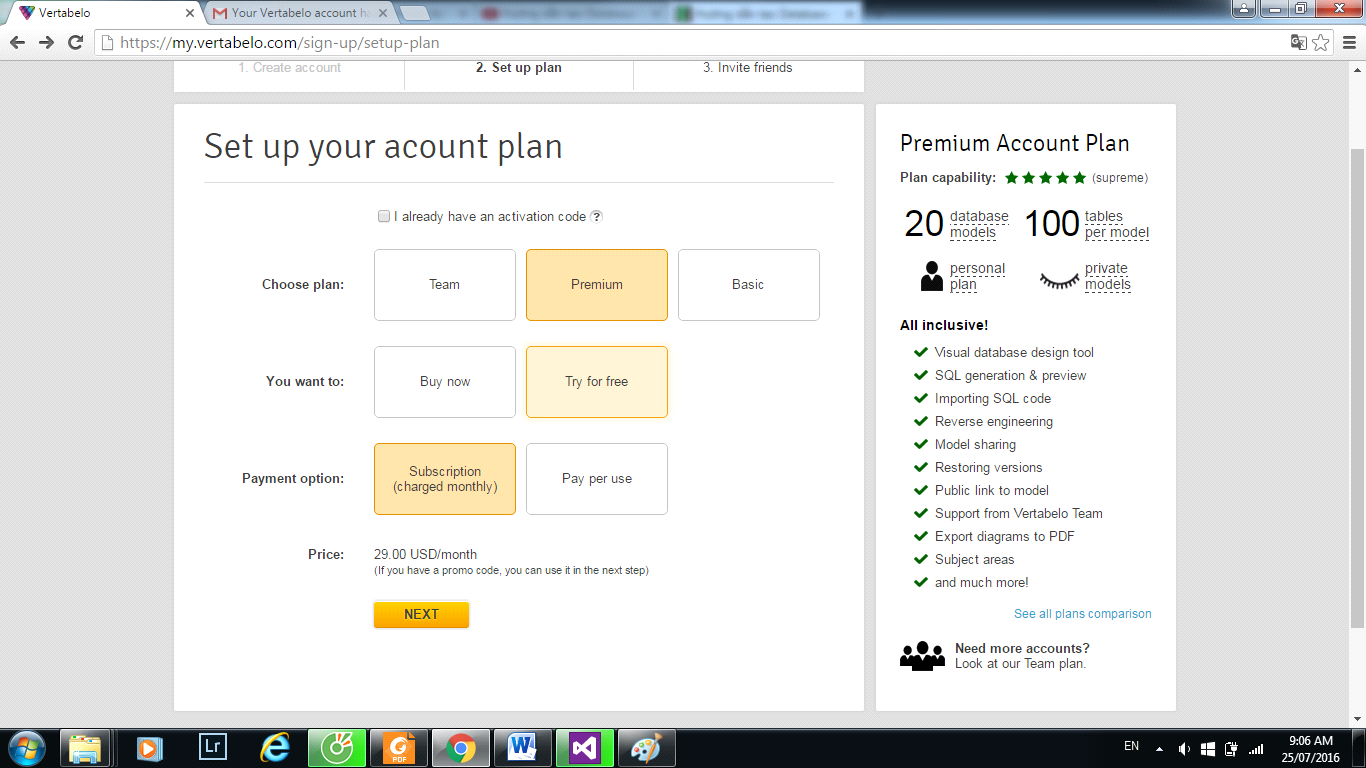 Vertabelo
Your Vertabelo account ha
https://my.vertabelo.com/sign-up/setup-plan
1. Create account
2. Set up plan
3. Invite friends
Set up your acount plan
I already have an activation code ?
Choose plan:
Team
Premium
Basic
You want to:
Buy now
Try for free
Payment option:
Subscription
(charged monthly)
Pay per use
Price:
29.00 USD/month
(If you have a promo code, you can use it in the next step)
NEXT
Premium Account Plan
Plan capability: (supreme)
20 database models
100 tables per model
personal plan
private models
All inclusive!
Visual database design tool
SQL generation & preview
Importing SQL code
Reverse engineering
Model sharing
Restoring versions
Public link to model
Support from Vertabelo Team
Export diagrams to PDF
Subject areas
and much more!
See all plans comparison
Need more accounts?
Look at our Team plan.
Lr
PDF
EN
9:06 AM
25/07/2016